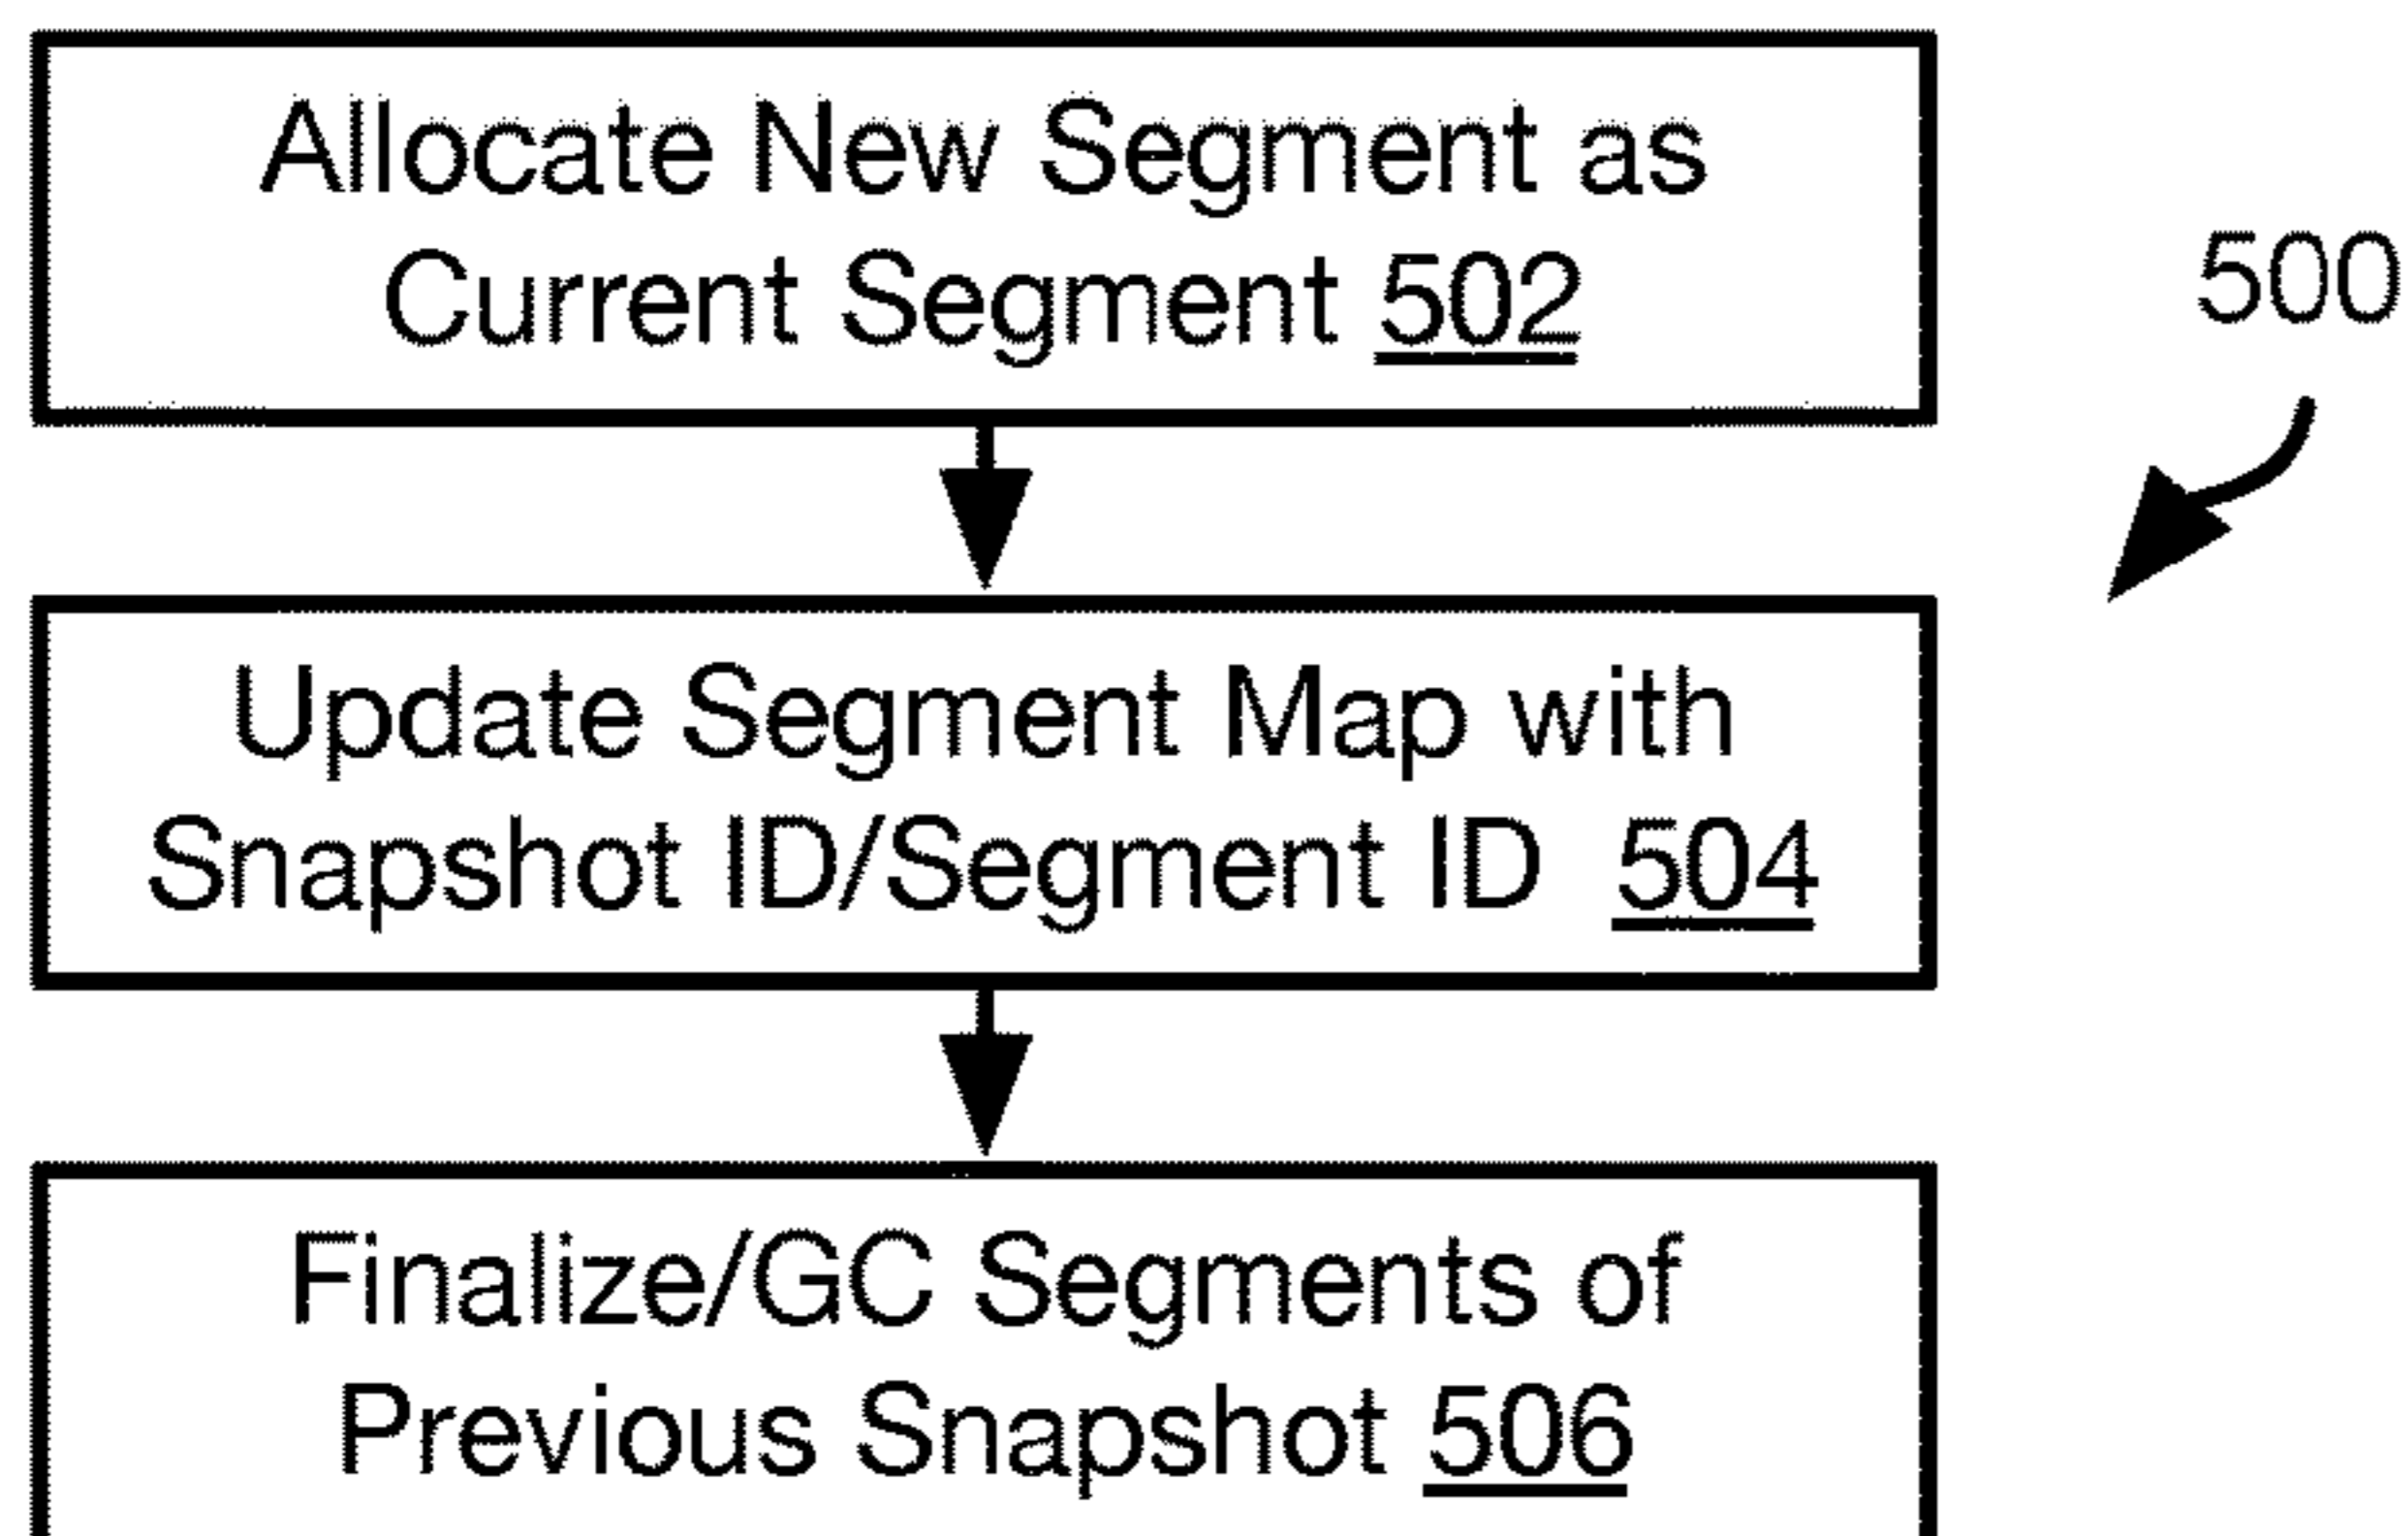 Allocate New Segment as
Current Segment 502
500
Update Segment Map with
Snapshot ID/Segment ID 504
Finalize/GC Segments of
Previous Snapshot 506